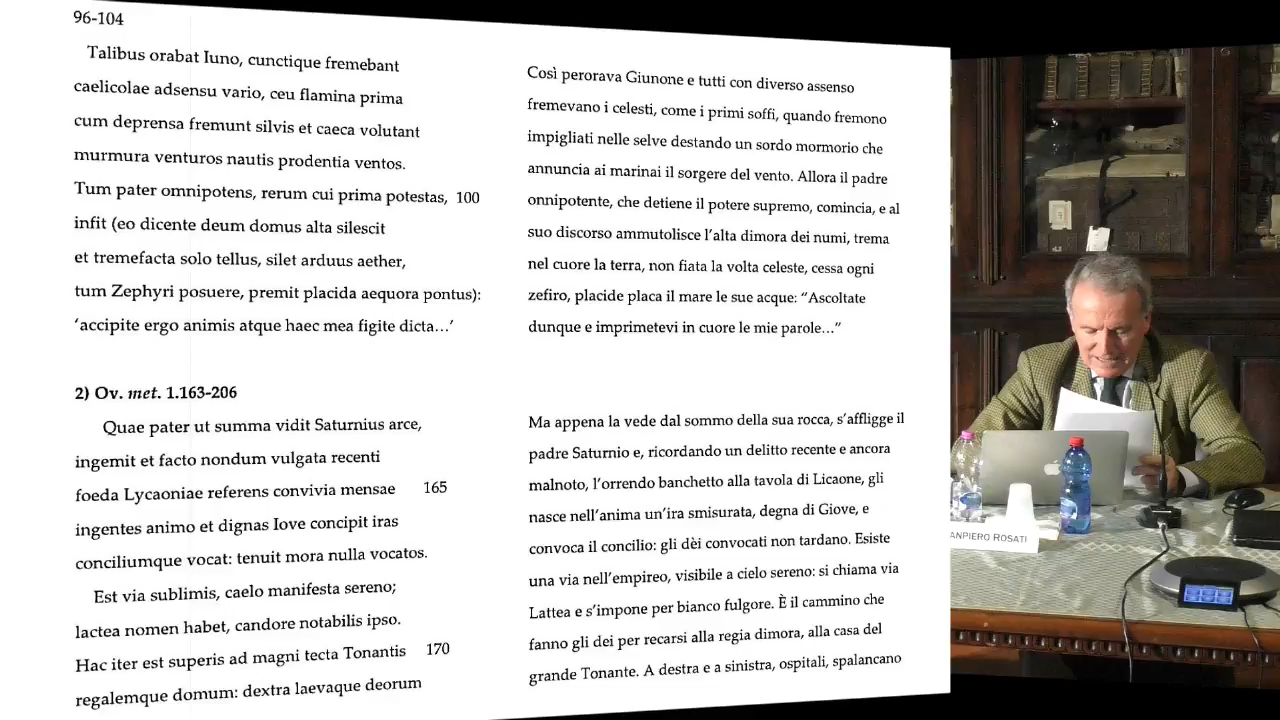 96-104
Talibus orabat Iuno, cunctique fremebant
caelicolae adsensu vario, ceu flamina prima
cum deprensa fremunt silvis et caeca volutant
murmura venturos nautis prodentia ventos.
Tum pater omnipotens, rerum cui prima potestas, 100
infit (eo dicente deum domus alta silescit
et tremefacta solo tellus, silet arduus aether,
tum Zephyri posuere, premit placida aequora pontus):
‘accipite ergo animis atque haec mea figite dicta…’
Così perorava Giunone e tutti con diverso assenso
fremevano i celesti, come i primi soffi, quando fremono
impigliati nelle selve destando un sordo mormorio che
annuncia ai marinai il sorgere del vento. Allora il padre
onnipotente, che detiene il potere supremo, comincia, e al
suo discorso ammutolisce l’alta dimora dei numi, trema
nel cuore la terra, non fiata la volta celeste, cessa ogni
zefiro, placide placa il mare le sue acque: “Ascoltate
dunque e imprimetevi in cuore le mie parole…”
2) Ov. met. 1.163-206
Quae pater ut summa vidit Saturnius arce,
ingemit et facto nondum vulgata recenti
foeda Lycaoniae referens convivia mensae 165
ingentes animo et dignas Iove concipit iras
conciliumque vocat: tenuit mora nulla vocatos.
Est via sublimis, caelo manifesta sereno;
lactea nomen habet, candore notabilis ipso.
Hac iter est superis ad magni tecta Tonantis 170
regalemque domum: dextra laevaque deorum
Ma appena la vede dal sommo della sua rocca, s’affligge il
padre Saturnio e, ricordando un delitto recente e ancora
malnoto, l’orrendo banchetto alla tavola di Licaone, gli
nasce nell’anima un’ira smisurata, degna di Giove, e
convoca il concilio: gli dèi convocati non tardano. Esiste
una via nell’empireo, visibile a cielo sereno: si chiama via
Lattea e s’impone per bianco fulgore. È il cammino che
fanno gli dei per recarsi alla regia dimora, alla casa del
grande Tonante. A destra e a sinistra, ospitali, spalancano
ANPIERO ROSATI